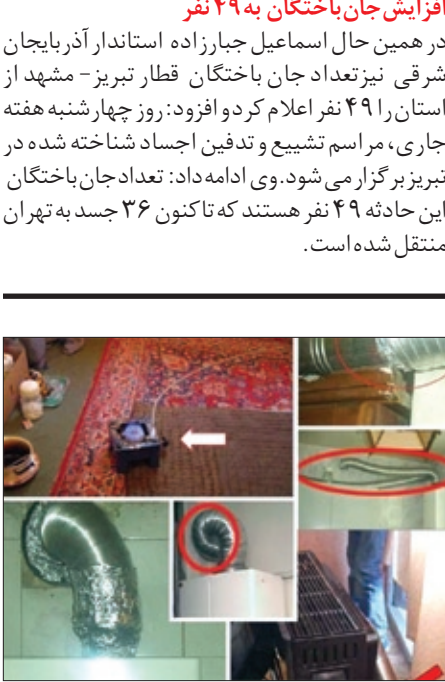 افزایش جان‌باختگان به ۴۹ نفر
در همین حال اسماعیل جبارزاده استاندار آذربایجان
شرقی نیز تعداد جان باختگان قطار تبریز- مشهد از
استان را ۴۹ نفر اعلام کرد و افزود: روز چهارشنبه هفته
جاری، مراسم تشییع و تدفین اجساد شناخته شده در
تبریز برگزار می شود. وی ادامه داد: تعداد جان باختگان
این حادثه ۴۹ نفر هستند که تا کنون ۳۶ جسد به تهران
منتقل شده است.